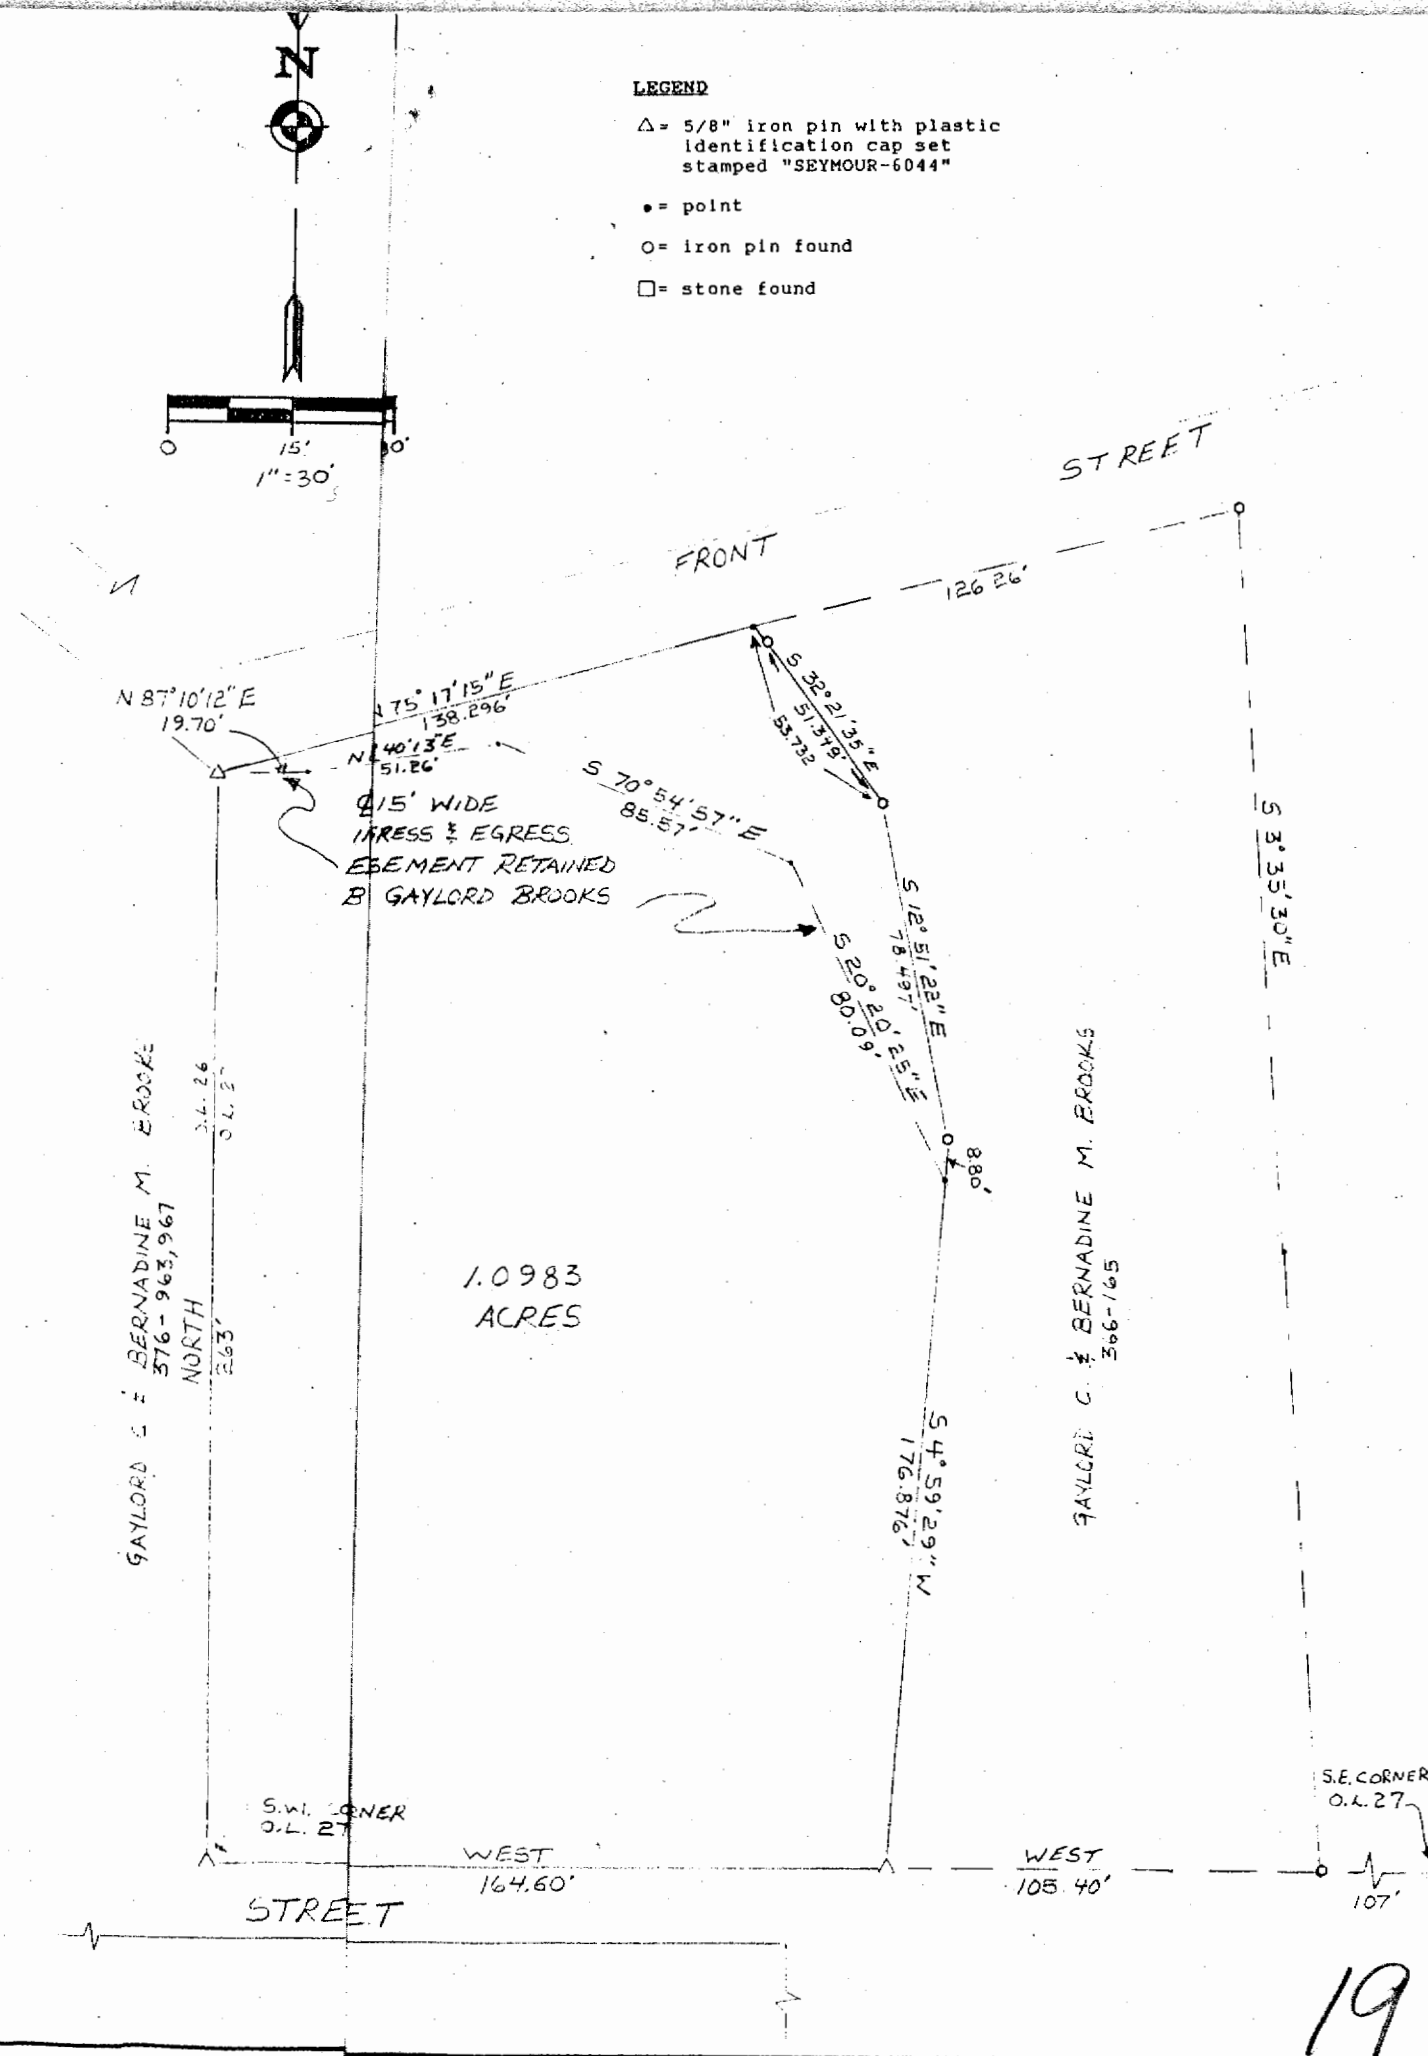 N
LEGEND
△= 5/8" iron pin with plastic
identification cap set
stamped "SEYMOUR-6044"
•= point
O= iron pin found
□= stone found
0 15'
1"=30'
STREET
FRONT
126.26'
N 87°10'12" E
19.70'
75° 17'15" E
138.296'
40'13" E
51.26'
S 32°21'35" E
51.349'
53.732
S 70°54'57" E
85.57'
15' WIDE
& EGRESS
RETAINED
GAYLORD BROOKS
S 12°51'22" E
78.497'
S 20°20'25" E
80.09'
S 3°35'30" E
8.80'
GAYLORD C & BERNADINE M. BROOKS
376-963,967
O.L. 26
O.L. 27
NORTH
263'
1.0983
ACRES
GAYLORD C. & BERNADINE M. BROOKS
366-165
S 4°59'29" W
176.876'
S.W. CORNER
O.L. 27
S.E. CORNER
O.L. 27
WEST
164.60'
WEST
105.40'
107'
STREET
19